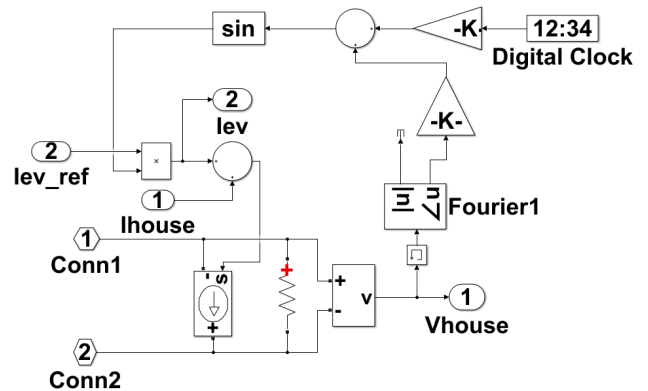 sin
-K-
12:34
Digital Clock
2
Iev
-K-
2
Iev_ref
×
1
Ihouse
|n|
∠n
Fourier1
1
Conn1
- s
+
+
+
-
v
1
Vhouse
2
Conn2